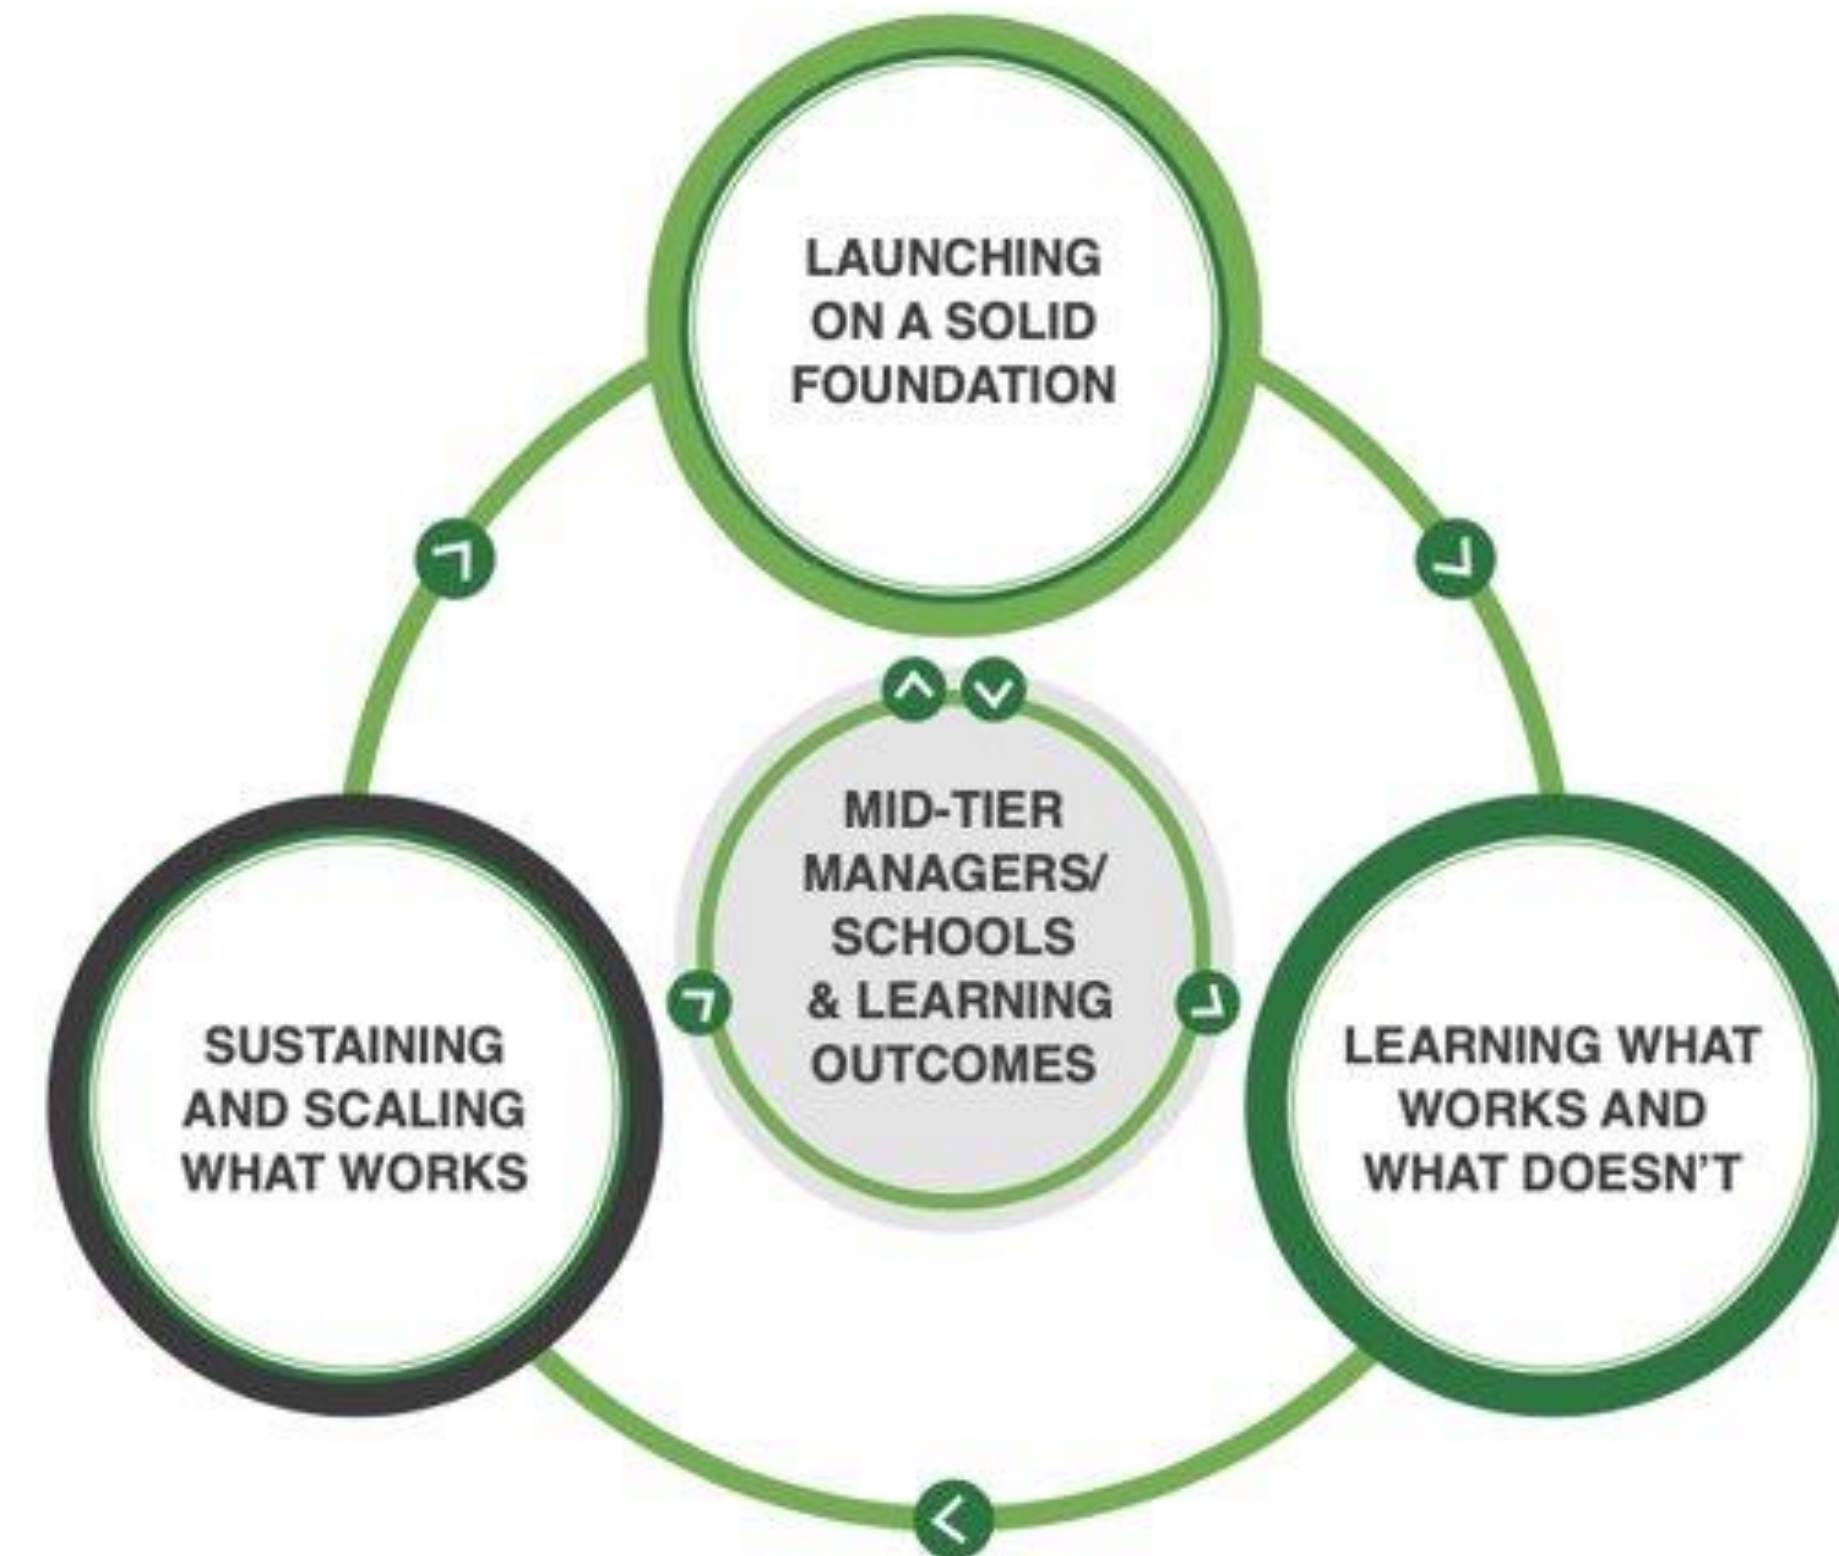 LAUNCHING
ON A SOLID
FOUNDATION
MID-TIER
MANAGERS/
SCHOOLS
& LEARNING
OUTCOMES
SUSTAINING
AND SCALING
WHAT WORKS
LEARNING WHAT
WORKS AND
WHAT DOESN’T